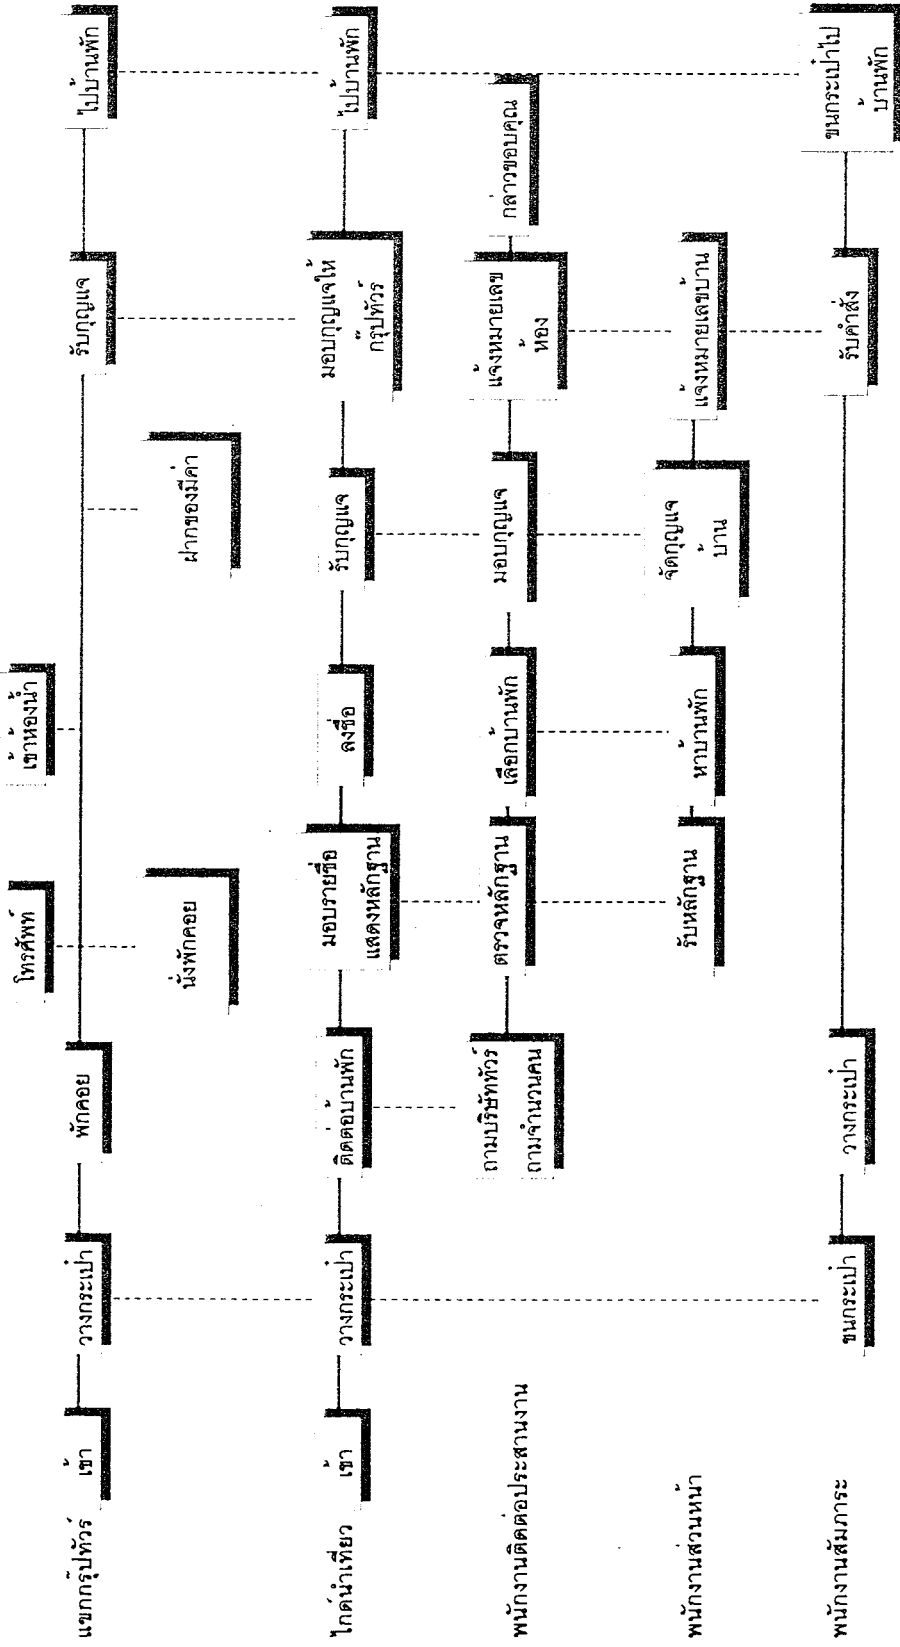 แขกกรุ๊ปทัวร์
เข้า
วางกระเป๋า
พักคอย
โทรศัพท์
นั่งพักคอย
เข้าห้องน้ำ
ฝากของมีค่า
รับกุญแจ
ไปบ้านพัก
ไกด์นำเที่ยว
เข้า
วางกระเป๋า
ติดต่อบ้านพัก
มอบรายชื่อ
แสดงหลักฐาน
ลงชื่อ
รับกุญแจ
มอบกุญแจให้
กรุ๊ปทัวร์
ไปบ้านพัก
พนักงานติดต่อประสานงาน
ถามบริษัททัวร์
ถามจำนวนคน
ตรวจหลักฐาน
เลือกบ้านพัก
มอบกุญแจ
แจ้งหมายเลข
ห้อง
กล่าวขอบคุณ
พนักงานส่วนหน้า
รับหลักฐาน
หาบ้านพัก
จัดกุญแจ
บ้าน
แจ้งหมายเลขบ้าน
พนักงานสัมภาระ
ขนกระเป๋า
วางกระเป๋า
รับคำสั่ง
ขนกระเป๋าไป
บ้านพัก